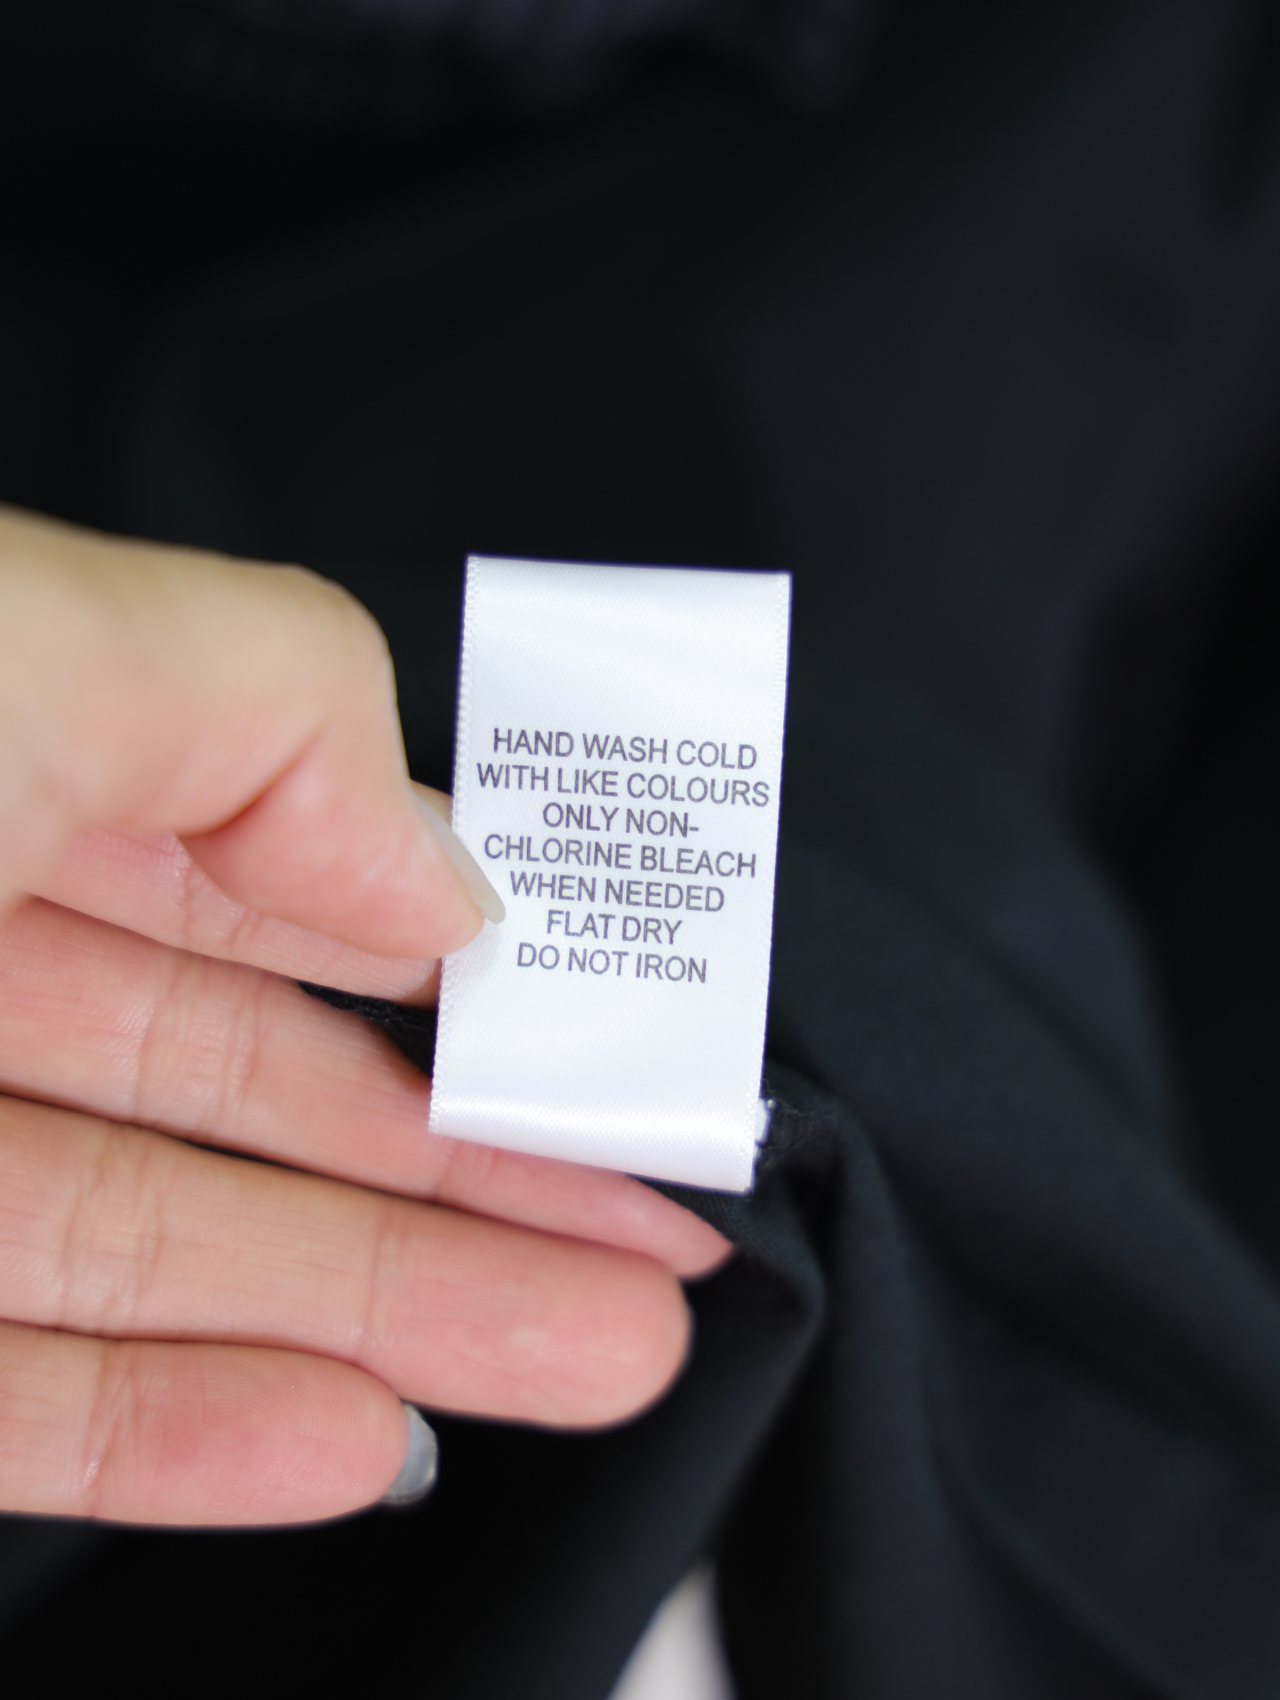 HAND WASH COLD
WITH LIKE COLOURS
ONLY NON-
CHLORINE BLEACH
WHEN NEEDED
FLAT DRY
DO NOT IRON